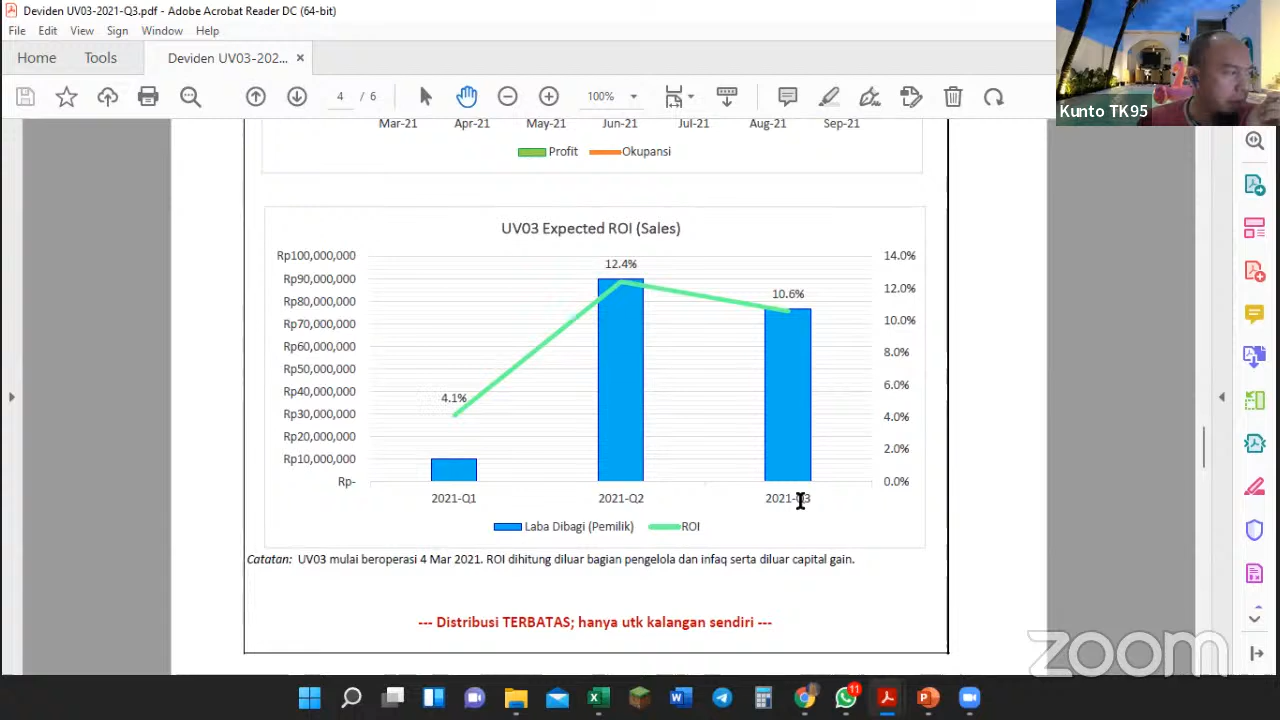 Deviden UV03-2021-Q3.pdf - Adobe Acrobat Reader DC (64-bit)
File Edit View Sign Window Help
Home Tools Deviden UV03-202... ×
4 / 6 100%
Kunto TK95
Mar-21 Apr-21 May-21 Jun-21 Jul-21 Aug-21 Sep-21
Profit Okupansi
UV03 Expected ROI (Sales)
Rp100,000,000 14.0%
12.4%
Rp90,000,000 12.0%
10.6%
Rp80,000,000
Rp70,000,000 10.0%
Rp60,000,000 8.0%
Rp50,000,000
Rp40,000,000 6.0%
4.1%
Rp30,000,000 4.0%
Rp20,000,000 2.0%
Rp10,000,000
Rp- 0.0%
2021-Q1 2021-Q2 2021-Q3
Laba Dibagi (Pemilik) ROI
Catatan: UV03 mulai beroperasi 4 Mar 2021. ROI dihitung diluar bagian pengelola dan infaq serta diluar capital gain.
--- Distribusi TERBATAS; hanya utk kalangan sendiri ---
zoom
11